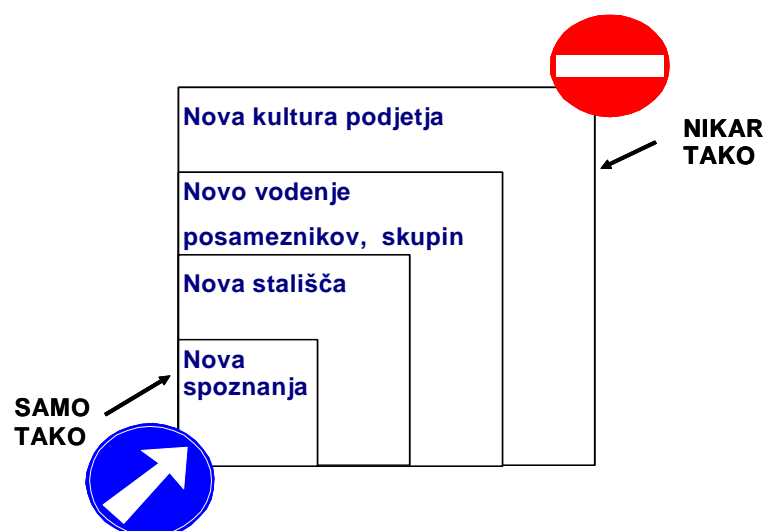 Nova kultura podjetja
NIKAR
TAKO
Novo vodenje
posameznikov, skupin
Nova stališča
Nova
spoznanja
SAMO
TAKO